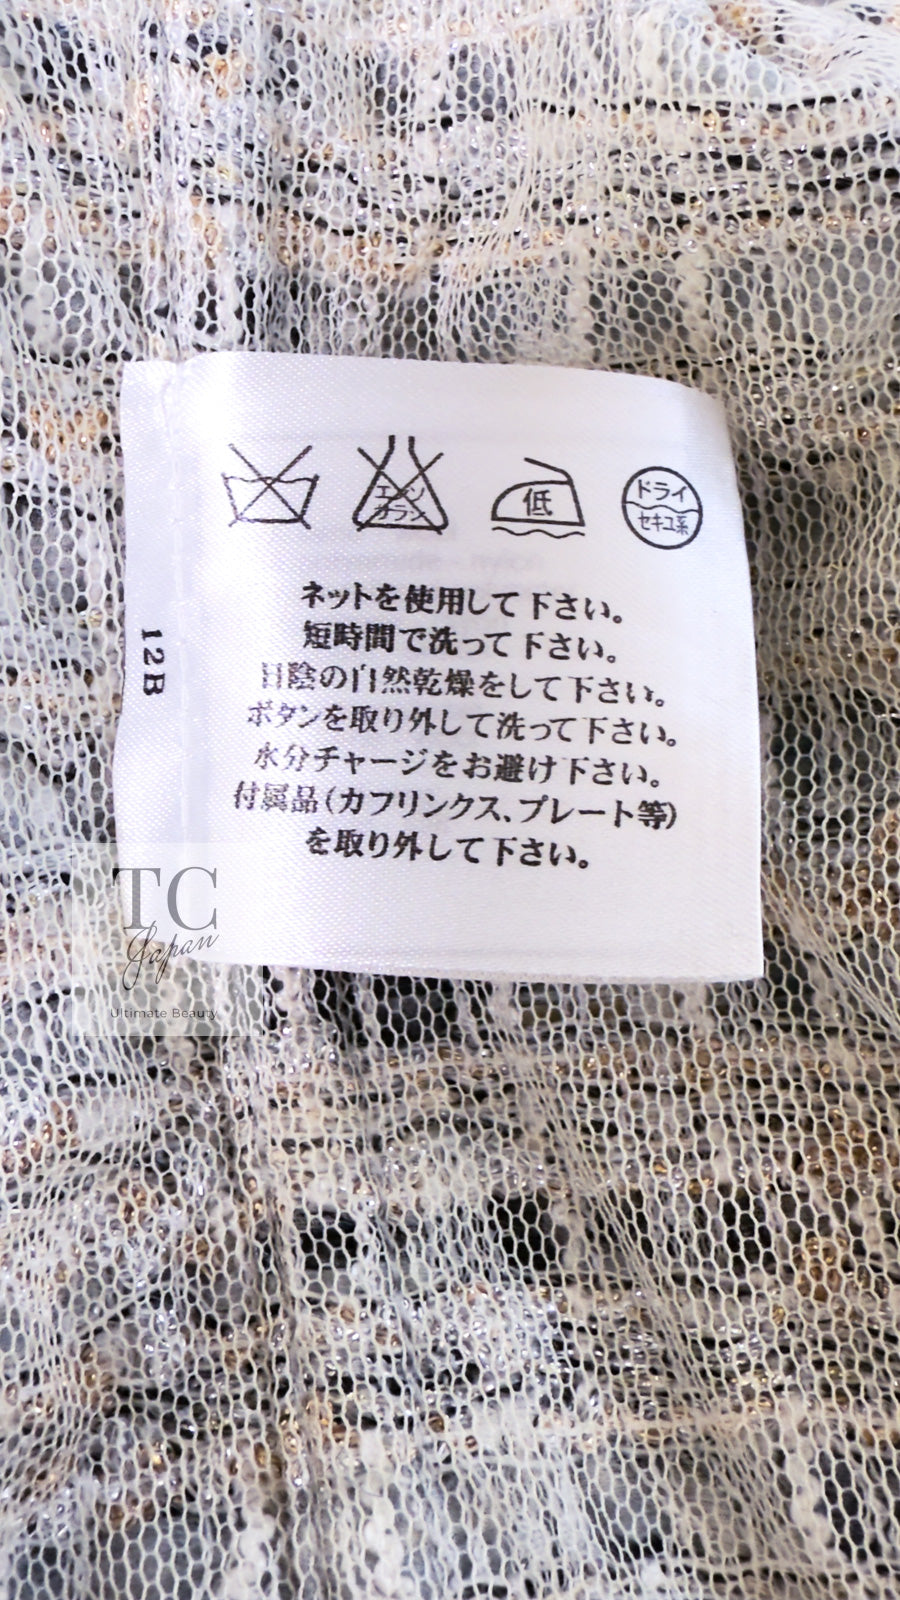 エンソ
サラシ
低
ドライ
セキユ系
ネットを使用して下さい。
短時間で洗って下さい。
日陰の自然乾燥をして下さい。
ボタンを取り外して洗って下さい。
水分チャージをお避け下さい。
付属品(カフリンクス、プレート等)
を取り外して下さい。
12B
TC
Japan
Ultimate Beauty